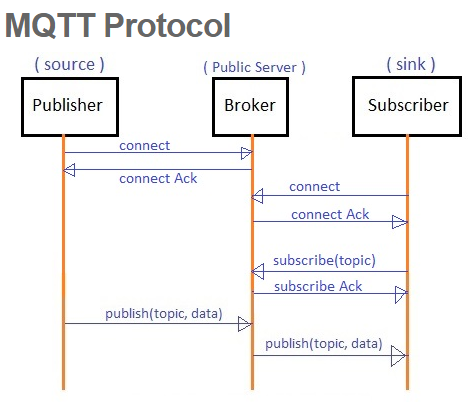 MQTT Protocol
( source )
( Public Server )
( sink )
Publisher
Broker
Subscriber
connect
connect Ack
connect
connect Ack
subscribe(topic)
subscribe Ack
publish(topic, data)
publish(topic, data)